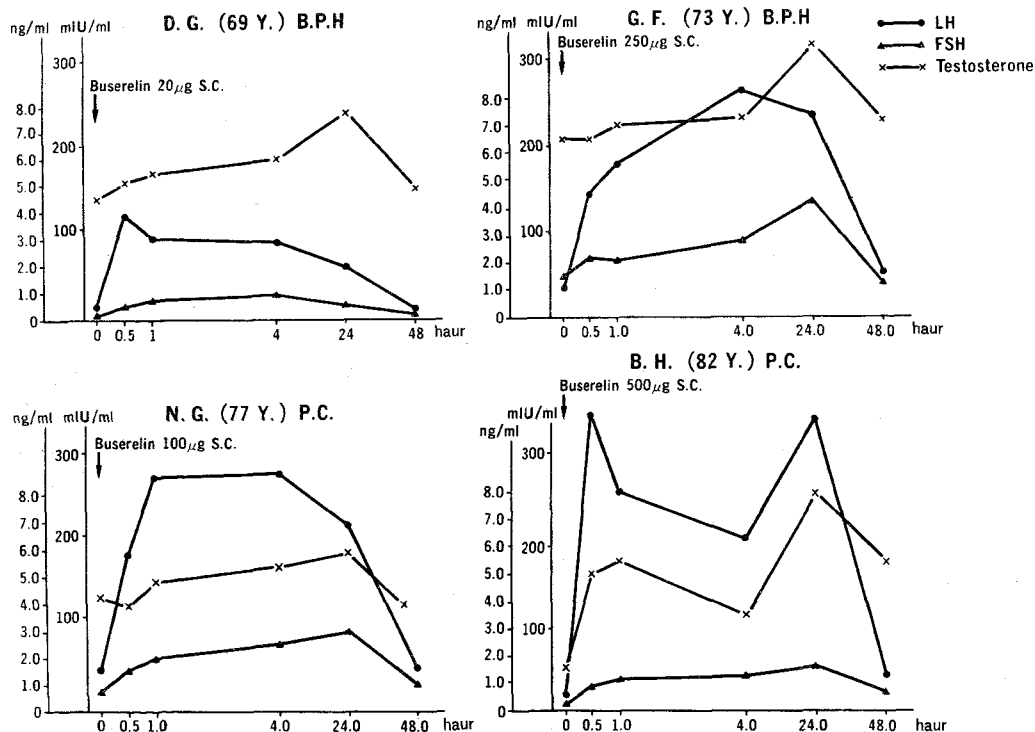 D. G. (69 Y.) B.P.H
ng/ml mIU/ml
Buserelin 20μg S.C.
300
200
100
8.0
7.0
6.0
5.0
4.0
3.0
2.0
1.0
0
0 0.5 1 4 24 48 haur
G. F. (73 Y.) B.P.H
ng/ml mIU/ml
Buserelin 250μg S.C.
300
200
100
8.0
7.0
6.0
5.0
4.0
3.0
2.0
1.0
0
0 0.5 1.0 4.0 24.0 48.0 haur
LH
FSH
Testosterone
N. G. (77 Y.) P.C.
ng/ml mIU/ml
Buserelin 100μg S.C.
300
200
100
8.0
7.0
6.0
5.0
4.0
3.0
2.0
1.0
0
0 0.5 1.0 4.0 24.0 48.0 haur
B. H. (82 Y.) P.C.
Buserelin 500μg S.C.
ng/ml mIU/ml
300
200
100
8.0
7.0
6.0
5.0
4.0
3.0
2.0
1.0
0
0 0.5 1.0 4.0 24.0 48.0 haur